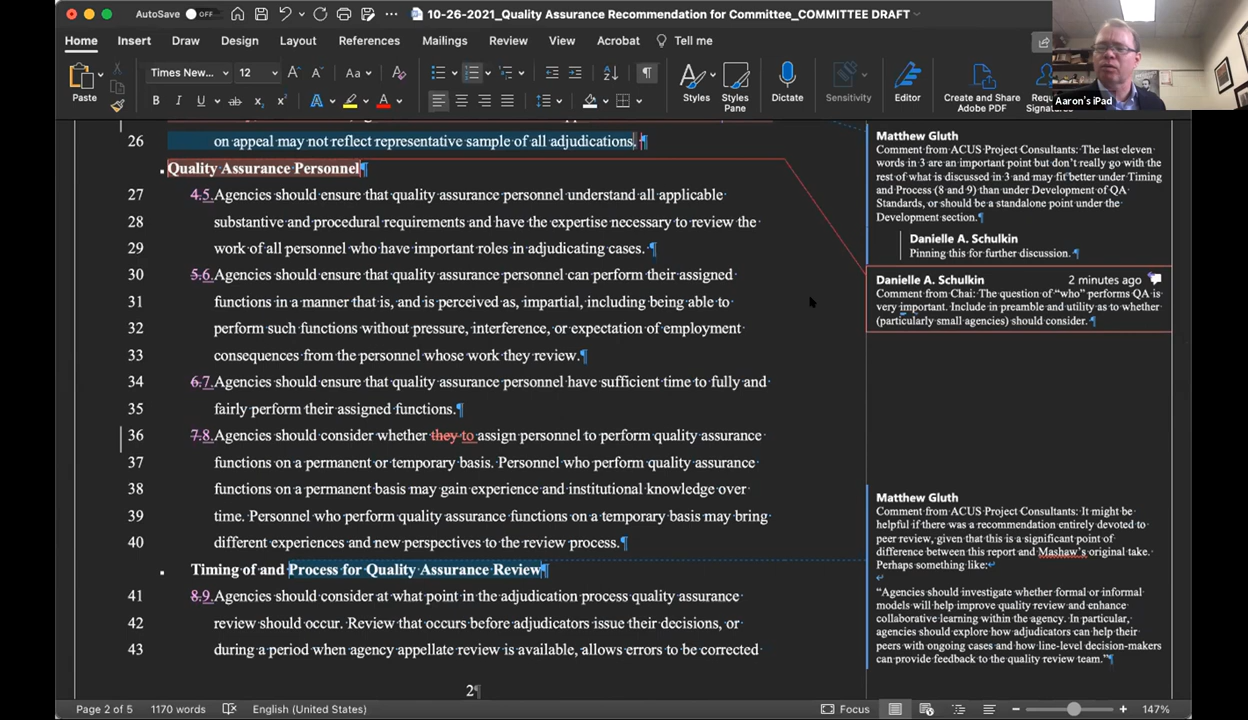 AutoSave OFF
10-26-2021_Quality Assurance Recommendation for Committee_COMMITTEE DRAFT
Home Insert Draw Design Layout References Mailings Review View Acrobat Tell me
Paste
Times New... 12 Aa
B I U ab x₂ x² A A
Styles
Styles Pane
Dictate
Sensitivity
Editor
Create and Share Adobe PDF
Requ Signatures
Aaron's iPad
26 on appeal may not reflect representative sample of all adjudications.
Quality Assurance Personnel¶
27 4.5. Agencies should ensure that quality assurance personnel understand all applicable
28 substantive and procedural requirements and have the expertise necessary to review the
29 work of all personnel who have important roles in adjudicating cases. ¶
30 5.6. Agencies should ensure that quality assurance personnel can perform their assigned
31 functions in a manner that is, and is perceived as, impartial, including being able to
32 perform such functions without pressure, interference, or expectation of employment
33 consequences from the personnel whose work they review.¶
34 6.7. Agencies should ensure that quality assurance personnel have sufficient time to fully and
35 fairly perform their assigned functions.¶
36 7.8. Agencies should consider whether they to assign personnel to perform quality assurance
37 functions on a permanent or temporary basis. Personnel who perform quality assurance
38 functions on a permanent basis may gain experience and institutional knowledge over
39 time. Personnel who perform quality assurance functions on a temporary basis may bring
40 different experiences and new perspectives to the review process.¶
Timing of and Process for Quality Assurance Review¶
41 8.9. Agencies should consider at what point in the adjudication process quality assurance
42 review should occur. Review that occurs before adjudicators issue their decisions, or
43 during a period when agency appellate review is available, allows errors to be corrected
2¶
Matthew Gluth
Comment from ACUS Project Consultants: The last eleven
words in 3 are an important point but don't really go with the
rest of what is discussed in 3 and may fit better under Timing
and Process (8 and 9) than under Development of QA
Standards, or should be a standalone point under the
Development section.¶
Danielle A. Schulkin
Pinning this for further discussion.¶
Danielle A. Schulkin 2 minutes ago
Comment from Chai: The question of "who" performs QA is
very important. Include in preamble and utility as to whether
(particularly small agencies) should consider.¶
Matthew Gluth
Comment from ACUS Project Consultants: It might be
helpful if there was a recommendation entirely devoted to
peer review, given that this is a significant point of
difference between this report and Mashaw's original take.
Perhaps something like:
"Agencies should investigate whether formal or informal
models will help improve quality review and enhance
collaborative learning within the agency. In particular,
agencies should explore how adjudicators can help their
peers with ongoing cases and how line-level decision-makers
can provide feedback to the quality review team."¶
Page 2 of 5 1170 words English (United States) Focus 147%